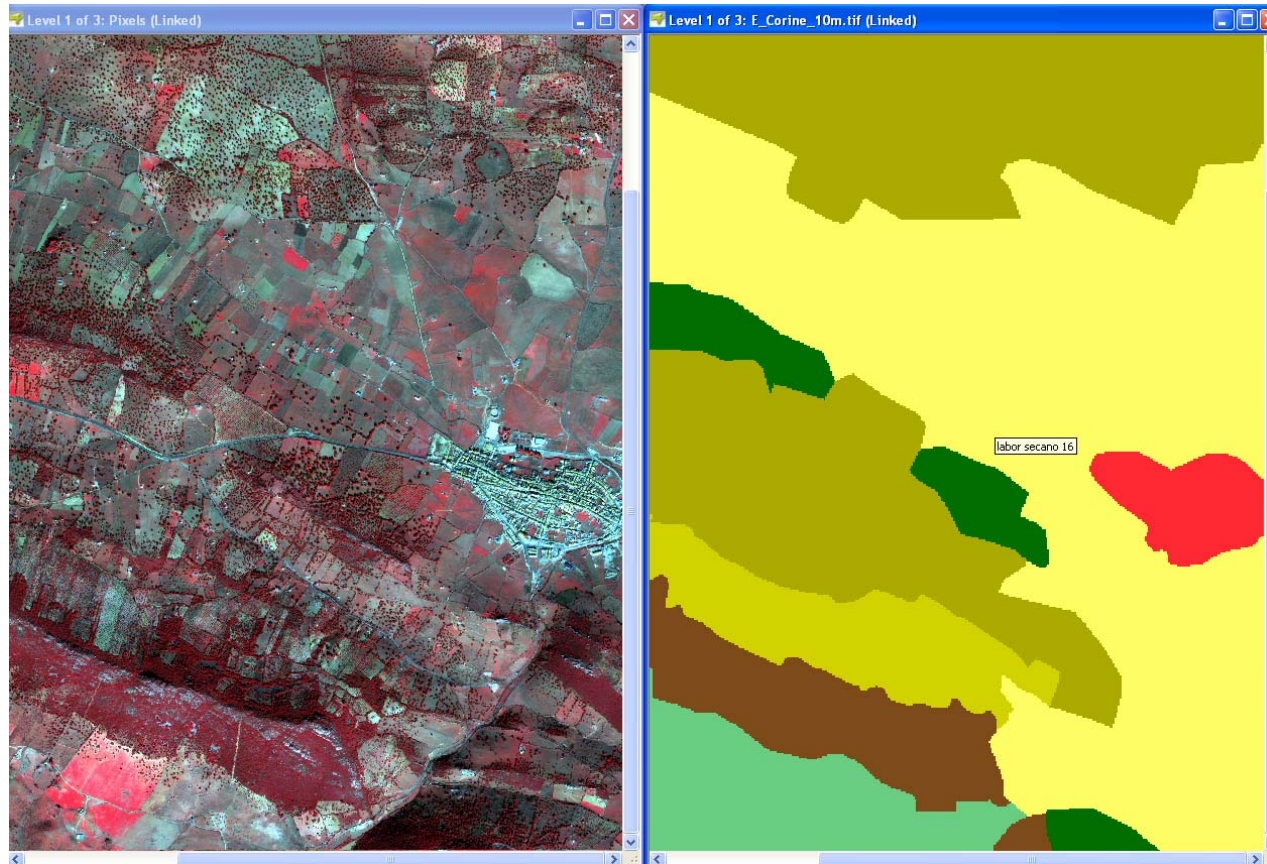 Level 1 of 3: Pixels (Linked)
Level 1 of 3: E_Corine_10m.tif (Linked)
labor secano 16